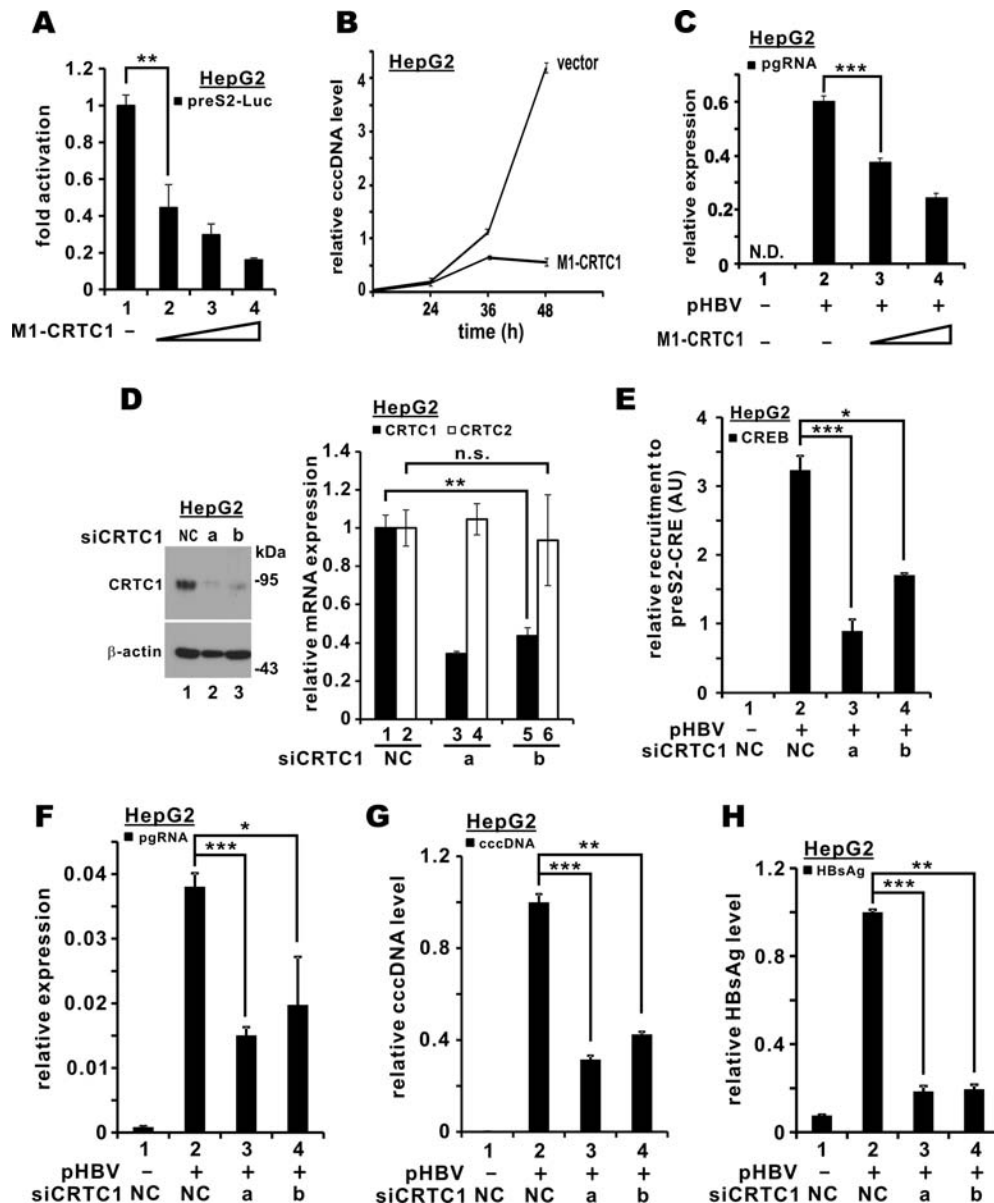 A
HepG2
**
preS2-Luc
fold activation
1.2
1
0.8
0.6
0.4
0.2
0
1 2 3 4
M1-CRTC1 –
B
HepG2
vector
M1-CRTC1
relative cccDNA level
4
3
2
1
0
24 36 48
time (h)
C
HepG2
pgRNA
***
relative expression
0.6
0.4
0.2
0
N.D.
1 2 3 4
pHBV – + + +
M1-CRTC1 – –
D
HepG2
siCRTC1 NC a b
kDa
CRTC1
-95
β-actin
-43
1 2 3
HepG2
CRTC1 CRTC2
n.s.
**
relative mRNA expression
1.4
1.2
1
0.8
0.6
0.4
0.2
0
1 2 3 4 5 6
siCRTC1 NC a b
E
HepG2
CREB
*
***
relative recruitment to
preS2-CRE (AU)
4
3
2
1
0
1 2 3 4
pHBV – + + +
siCRTC1 NC NC a b
F
HepG2
pgRNA
*
***
relative expression
0.04
0.03
0.02
0.01
0
1 2 3 4
pHBV – + + +
siCRTC1 NC NC a b
G
HepG2
cccDNA
**
***
relative cccDNA level
1.2
0.8
0.4
0
1 2 3 4
pHBV – + + +
siCRTC1 NC NC a b
H
HepG2
HBsAg
**
***
relative HBsAg level
1.2
0.8
0.4
0
1 2 3 4
pHBV – + + +
siCRTC1 NC NC a b